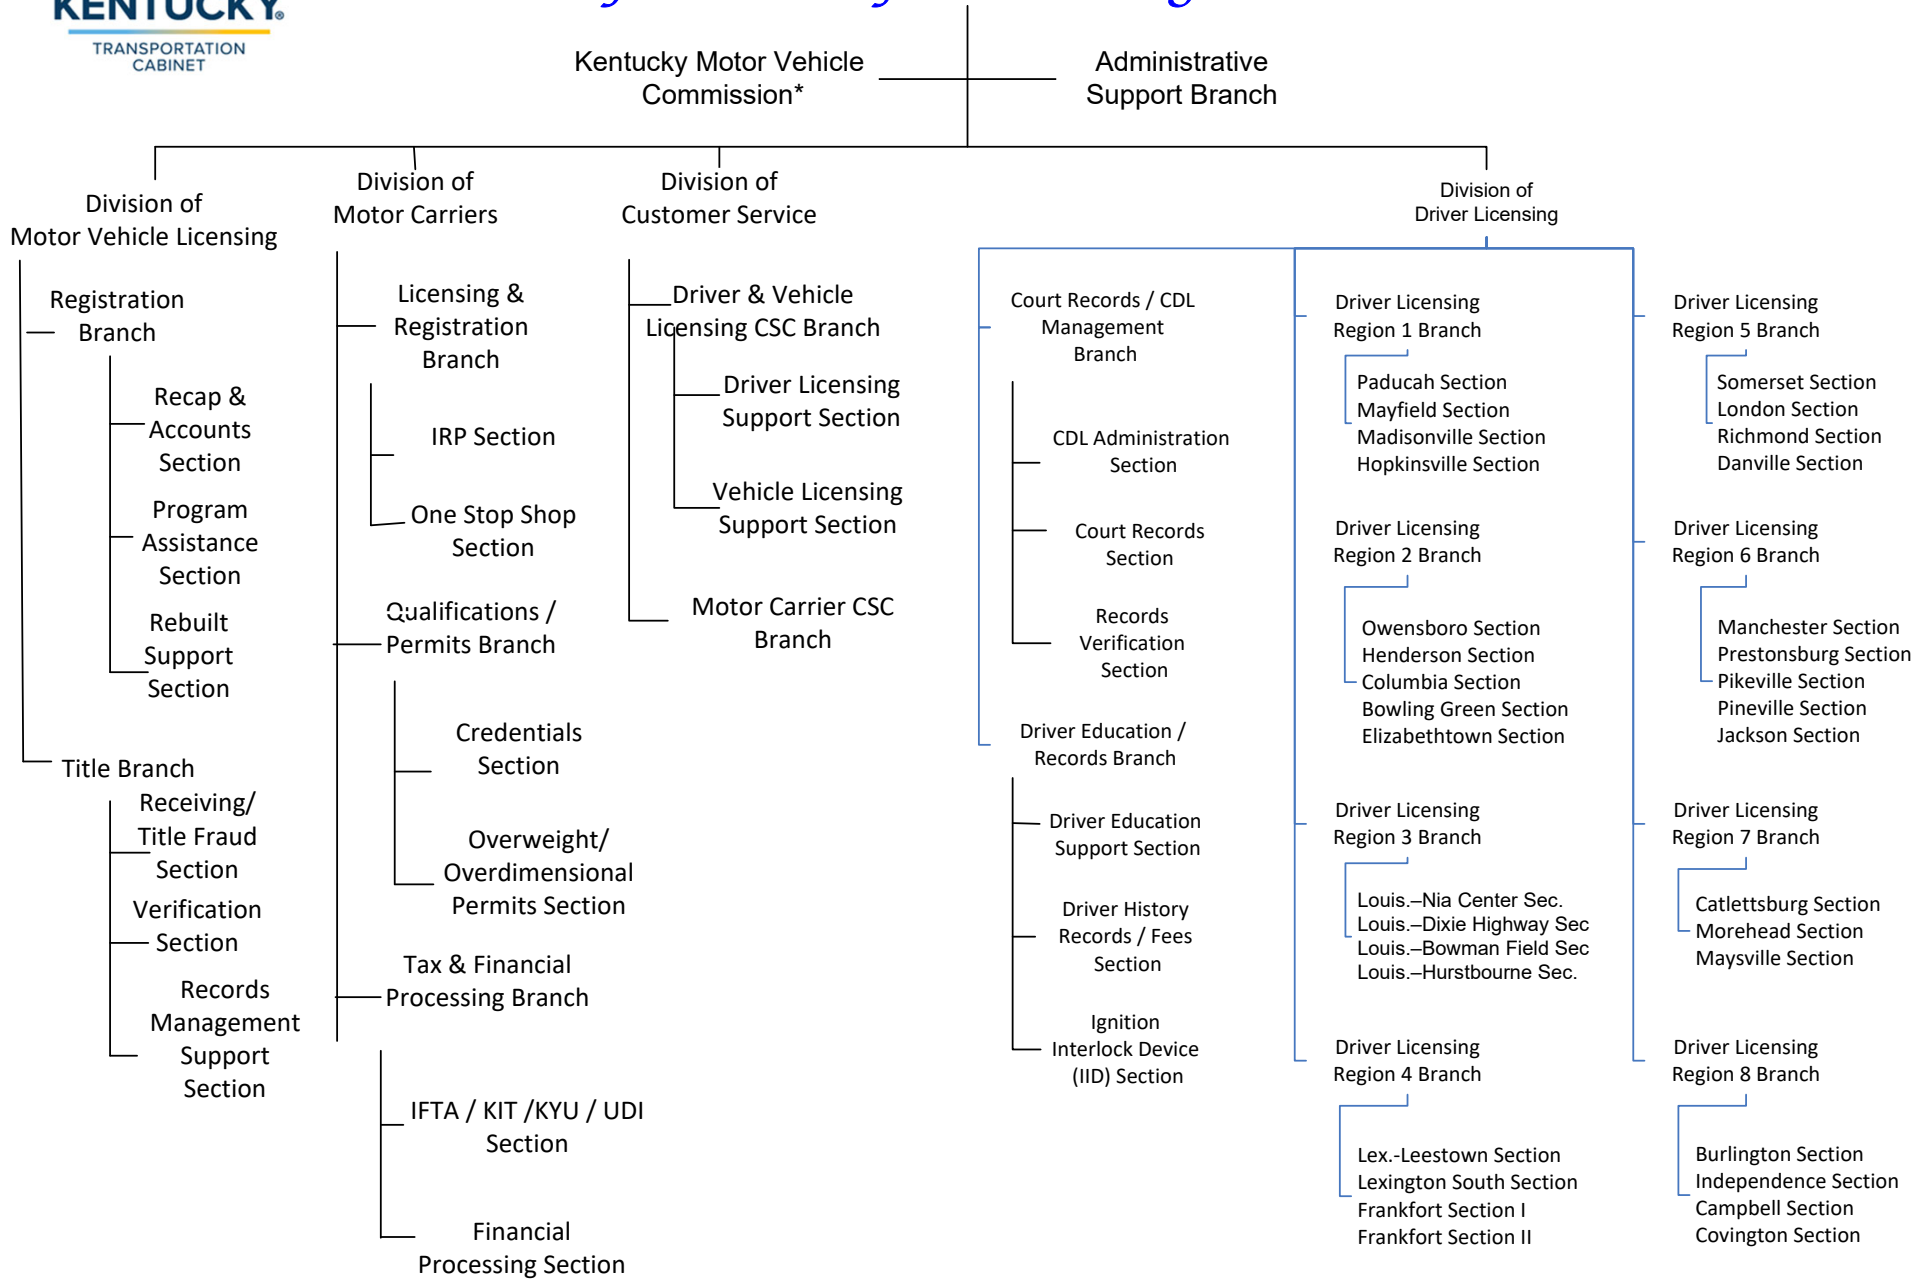 KENTUCKY®
TRANSPORTATION
CABINET
Kentucky Motor Vehicle
Commission*
Administrative
Support Branch
Division of
Motor Vehicle Licensing
Registration
Branch
Recap &
Accounts
Section
Program
Assistance
Section
Rebuilt
Support
Section
Title Branch
Receiving/
Title Fraud
Section
Verification
Section
Records
Management
Support
Section
Division of
Motor Carriers
Licensing &
Registration
Branch
IRP Section
One Stop Shop
Section
Qualifications /
Permits Branch
Credentials
Section
Overweight/
Overdimensional
Permits Section
Tax & Financial
Processing Branch
IFTA / KIT /KYU / UDI
Section
Financial
Processing Section
Division of
Customer Service
Driver & Vehicle
Licensing CSC Branch
Driver Licensing
Support Section
Vehicle Licensing
Support Section
Motor Carrier CSC
Branch
Division of
Driver Licensing
Court Records / CDL
Management
Branch
CDL Administration
Section
Court Records
Section
Records
Verification
Section
Driver Education /
Records Branch
Driver Education
Support Section
Driver History
Records / Fees
Section
Ignition
Interlock Device
(IID) Section
Driver Licensing
Region 1 Branch
Paducah Section
Mayfield Section
Madisonville Section
Hopkinsville Section
Driver Licensing
Region 2 Branch
Owensboro Section
Henderson Section
Columbia Section
Bowling Green Section
Elizabethtown Section
Driver Licensing
Region 3 Branch
Louis.–Nia Center Sec.
Louis.–Dixie Highway Sec
Louis.–Bowman Field Sec
Louis.–Hurstbourne Sec.
Driver Licensing
Region 4 Branch
Lex.-Leestown Section
Lexington South Section
Frankfort Section I
Frankfort Section II
Driver Licensing
Region 5 Branch
Somerset Section
London Section
Richmond Section
Danville Section
Driver Licensing
Region 6 Branch
Manchester Section
Prestonsburg Section
Pikeville Section
Pineville Section
Jackson Section
Driver Licensing
Region 7 Branch
Catlettsburg Section
Morehead Section
Maysville Section
Driver Licensing
Region 8 Branch
Burlington Section
Independence Section
Campbell Section
Covington Section